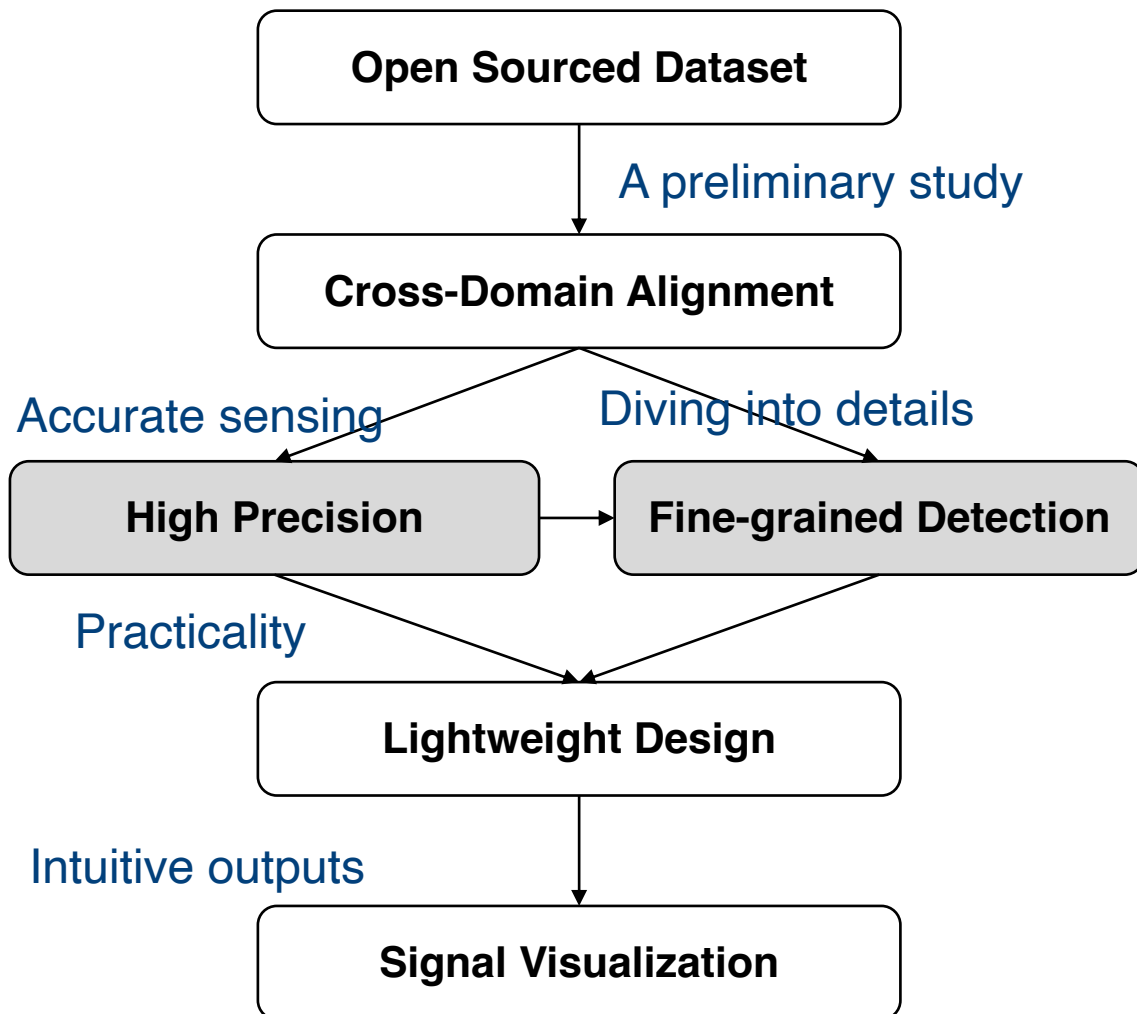 Open Sourced Dataset
A preliminary study
Cross-Domain Alignment
Accurate sensing
Diving into details
High Precision
Fine-grained Detection
Practicality
Lightweight Design
Intuitive outputs
Signal Visualization